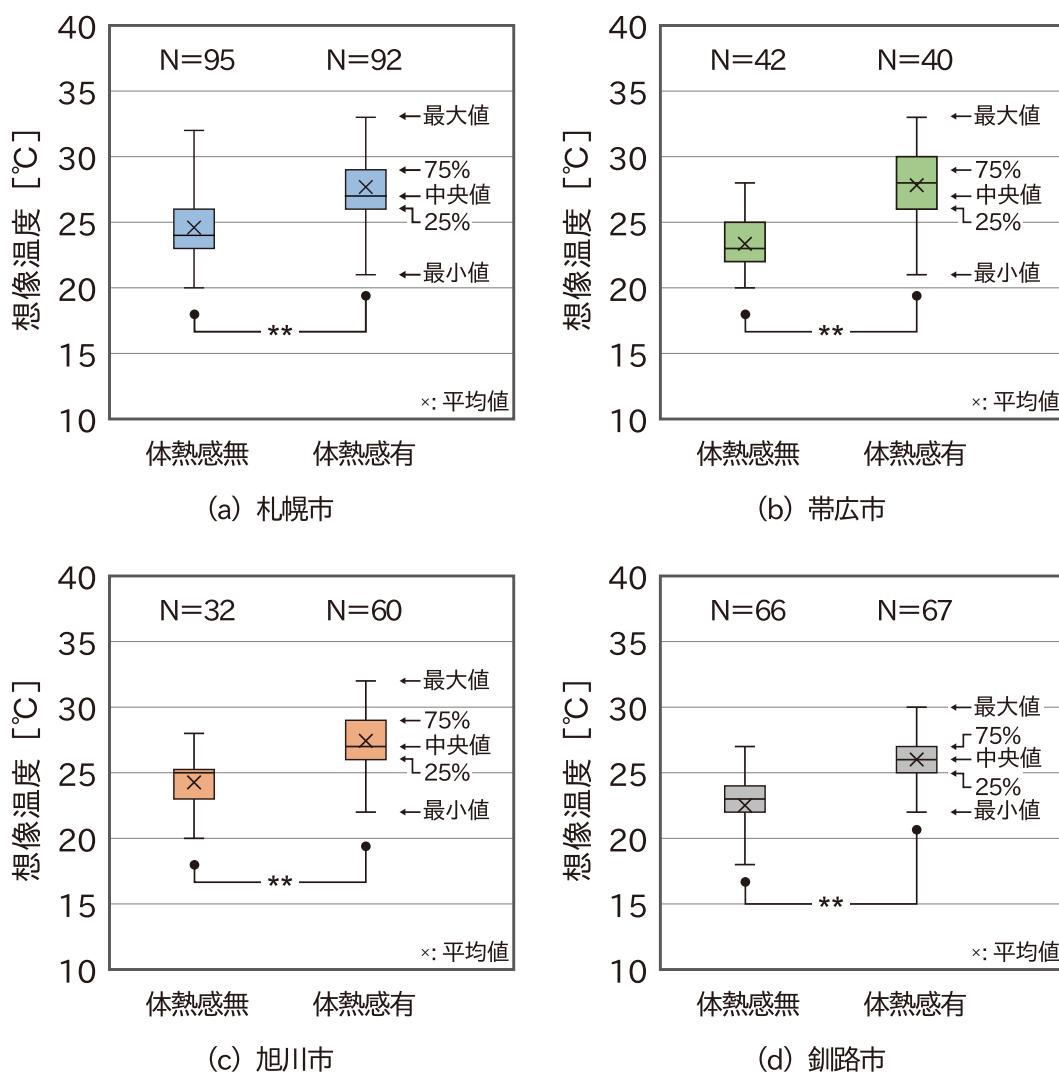 想像温度 [℃]
40
35
30
25
20
15
10
N=95
N=92
←最大値
←75%
←中央値
25%
←最小値
**
×: 平均値
体熱感無
体熱感有
(a) 札幌市
想像温度 [℃]
40
35
30
25
20
15
10
N=42
N=40
←最大値
←75%
←中央値
25%
←最小値
**
×: 平均値
体熱感無
体熱感有
(b) 帯広市
想像温度 [℃]
40
35
30
25
20
15
10
N=32
N=60
←最大値
←75%
←中央値
25%
←最小値
**
×: 平均値
体熱感無
体熱感有
(c) 旭川市
想像温度 [℃]
40
35
30
25
20
15
10
N=66
N=67
←最大値
75%
←中央値
25%
←最小値
**
×: 平均値
体熱感無
体熱感有
(d) 釧路市